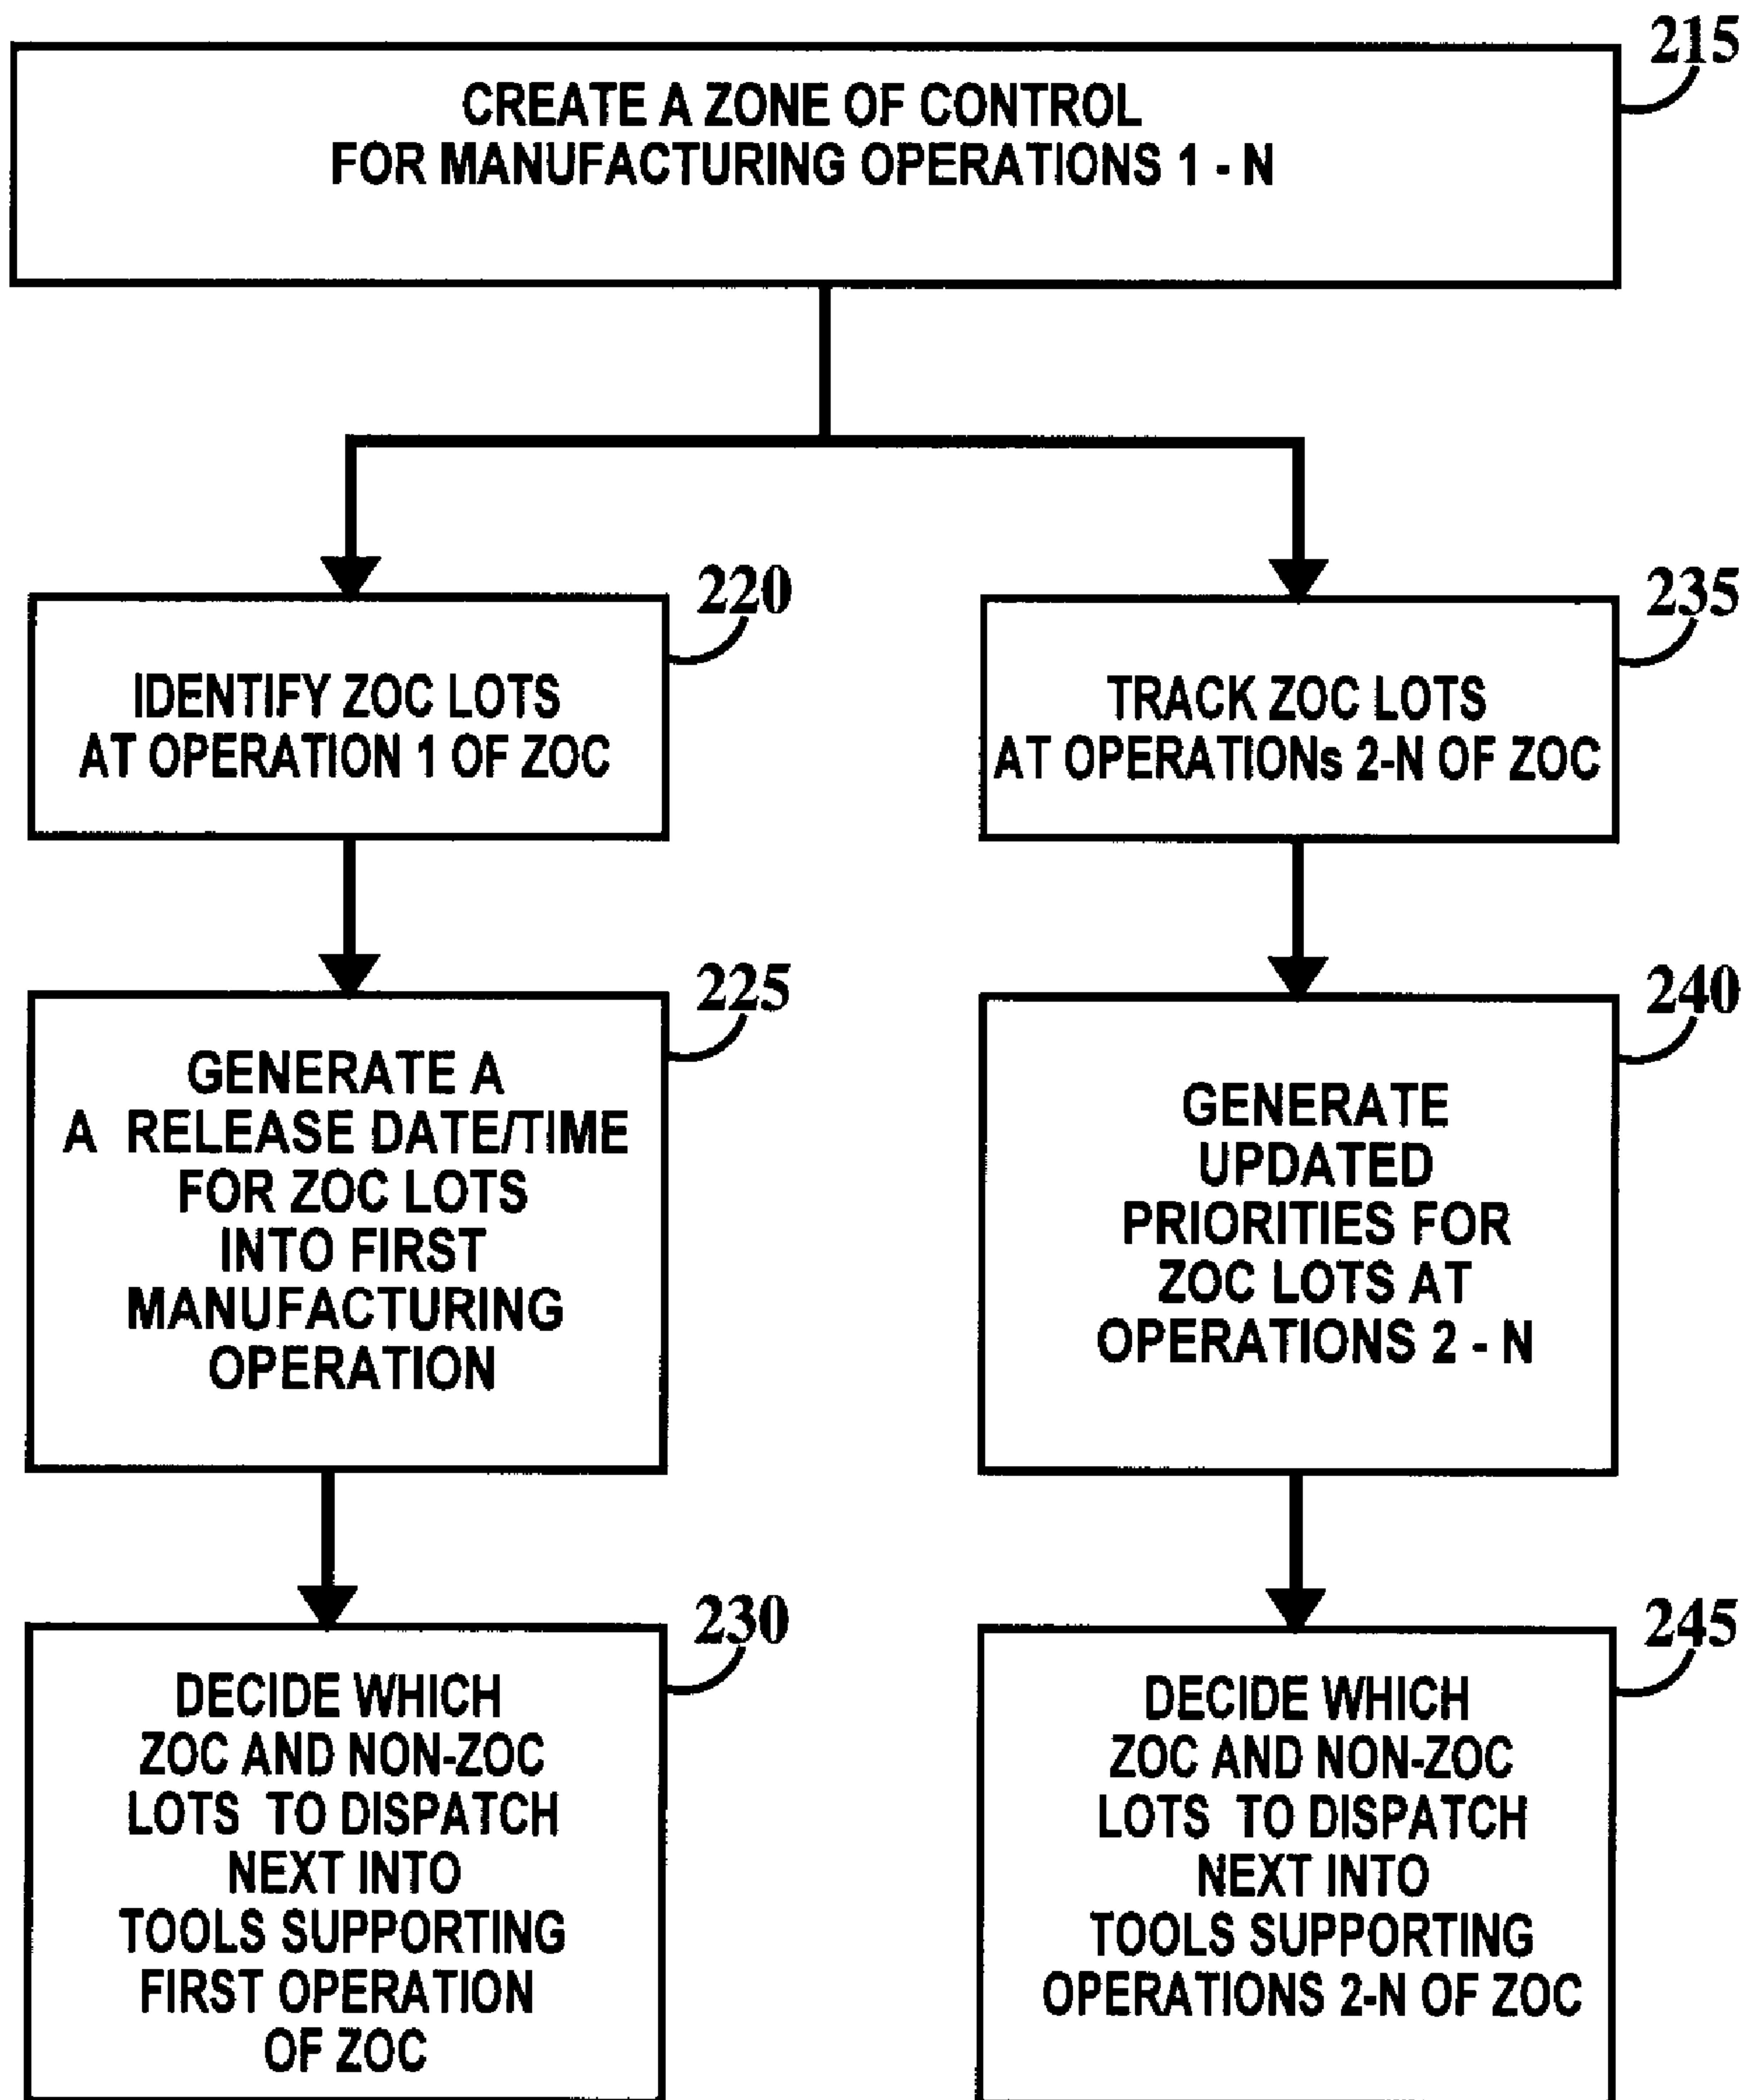 215
CREATE A ZONE OF CONTROL
FOR MANUFACTURING OPERATIONS 1 - N
220
IDENTIFY ZOC LOTS
AT OPERATION 1 OF ZOC
225
GENERATE A
A RELEASE DATE/TIME
FOR ZOC LOTS
INTO FIRST
MANUFACTURING
OPERATION
230
DECIDE WHICH
ZOC AND NON-ZOC
LOTS TO DISPATCH
NEXT INTO
TOOLS SUPPORTING
FIRST OPERATION
OF ZOC
235
TRACK ZOC LOTS
AT OPERATIONs 2-N OF ZOC
240
GENERATE
UPDATED
PRIORITIES FOR
ZOC LOTS AT
OPERATIONS 2 - N
245
DECIDE WHICH
ZOC AND NON-ZOC
LOTS TO DISPATCH
NEXT INTO
TOOLS SUPPORTING
OPERATIONS 2-N OF ZOC